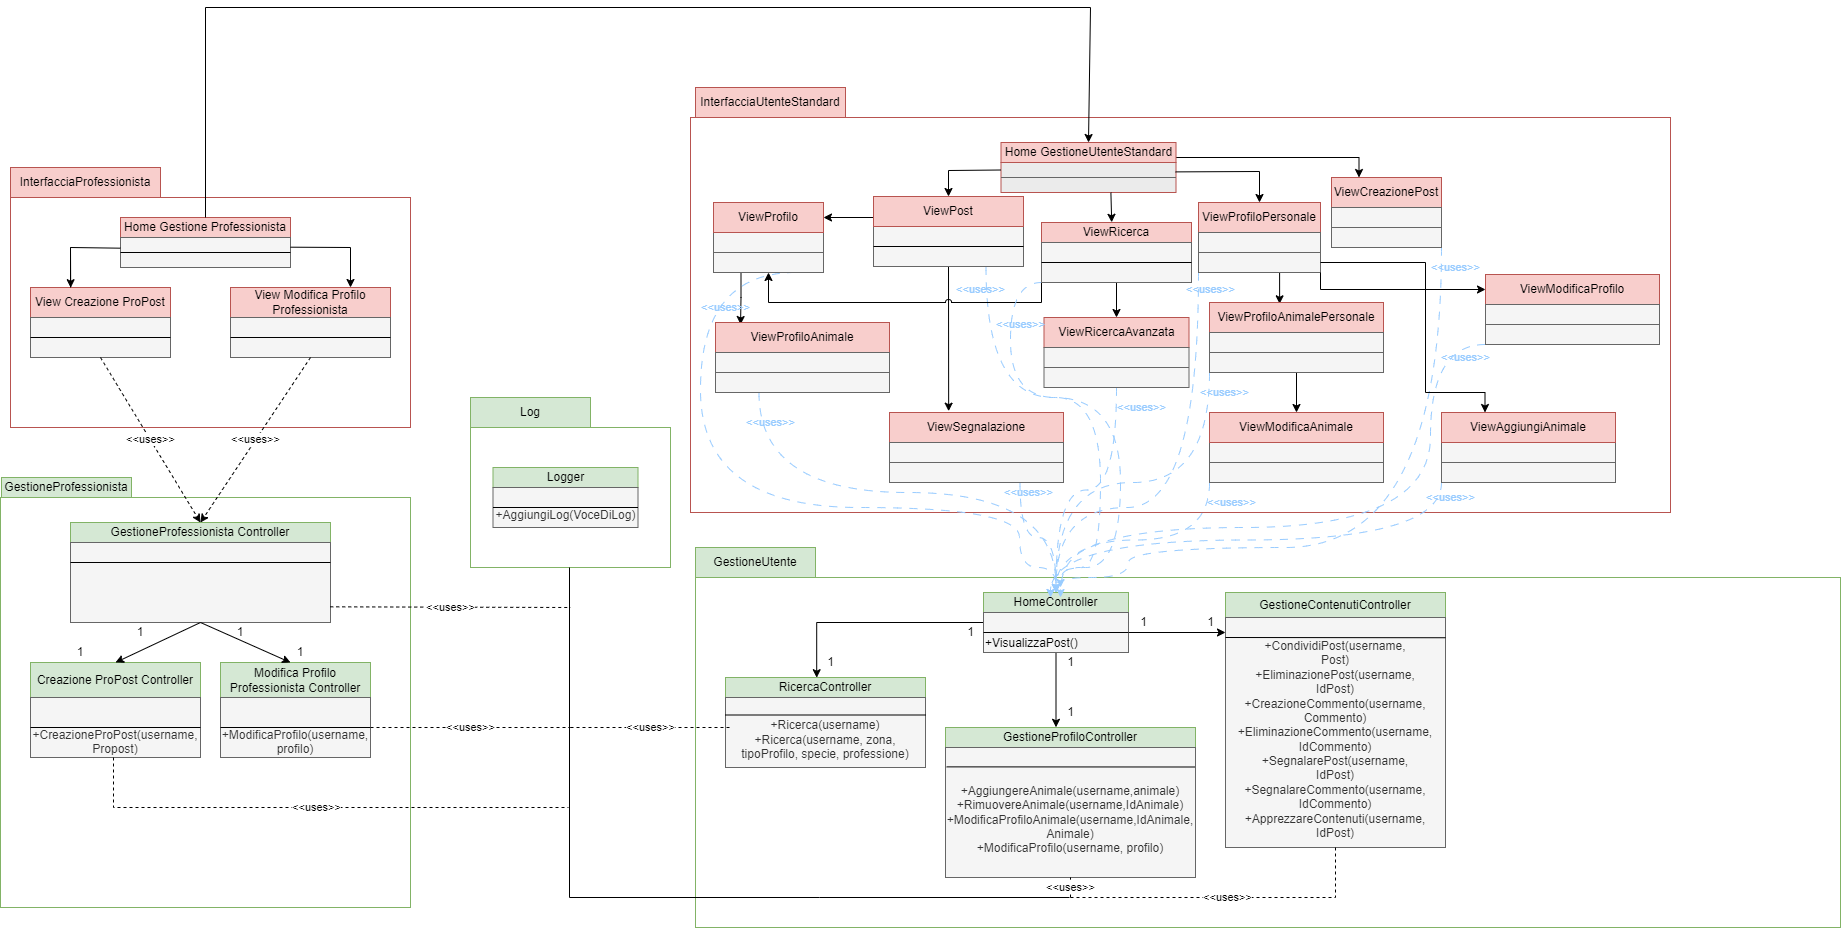 InterfacciaUtenteStandard
Home GestioneUtenteStandard
InterfacciaProfessionista
ViewCreazionePost
ViewProfilo
ViewPost
ViewProfiloPersonale
Home Gestione Professionista
ViewRicerca
<<uses>>
ViewModificaProfilo
<<uses>>
<<uses>>
View Creazione ProPost
View Modifica Profilo
Professionista
<<uses>>
ViewProfiloAnimalePersonale
<<uses>>
ViewRicercaAvanzata
ViewProfiloAnimale
<<uses>>
<<uses>>
<<uses>>
Log
<<uses>>
ViewSegnalazione
ViewModificaAnimale
ViewAggiungiAnimale
<<uses>>
<<uses>>
Logger
GestioneProfessionista
<<uses>>
<<uses>>
<<uses>>
+AggiungiLog(VoceDiLog)
GestioneProfessionista Controller
GestioneUtente
HomeController
GestioneContenutiController
<<uses>>
1
1
1
1
1
+VisualizzaPost()
+CondividiPost(username,
Post)
+EliminazionePost(username,
IdPost)
+CreazioneCommento(username,
Commento)
+EliminazioneCommento(username,
IdCommento)
+SegnalarePost(username,
IdPost)
+SegnalareCommento(username,
IdCommento)
+ApprezzareContenuti(username,
IdPost)
1
1
1
1
Creazione ProPost Controller
Modifica Profilo
Professionista Controller
RicercaController
1
+CreazioneProPost(username,
Propost)
+ModificaProfilo(username,
profilo)
<<uses>>
<<uses>>
+Ricerca(username)
+Ricerca(username, zona,
tipoProfilo, specie, professione)
GestioneProfiloController
+AggiungereAnimale(username,animale)
+RimuovereAnimale(username,IdAnimale)
+ModificaProfiloAnimale(username,IdAnimale,
Animale)
+ModificaProfilo(username, profilo)
<<uses>>
<<uses>>
<<uses>>